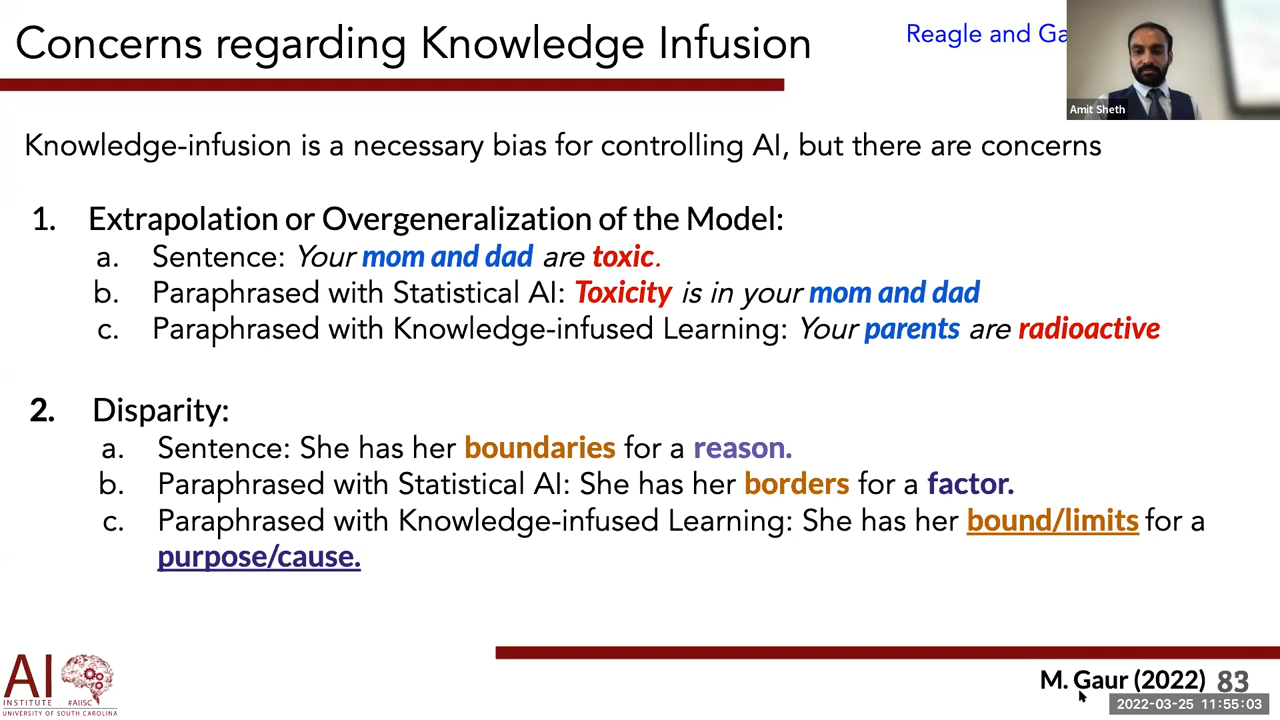 Concerns regarding Knowledge Infusion
Reagle and Ga
Amit Sheth
Knowledge-infusion is a necessary bias for controlling AI, but there are concerns
1. Extrapolation or Overgeneralization of the Model:
a. Sentence: Your mom and dad are toxic.
b. Paraphrased with Statistical AI: Toxicity is in your mom and dad
c. Paraphrased with Knowledge-infused Learning: Your parents are radioactive
2. Disparity:
a. Sentence: She has her boundaries for a reason.
b. Paraphrased with Statistical AI: She has her borders for a factor.
c. Paraphrased with Knowledge-infused Learning: She has her bound/limits for a
purpose/cause.
AI
INSTITUTE #AIISC
UNIVERSITY OF SOUTH CAROLINA
M. Gaur (2022) 83
2022-03-25 11:55:03